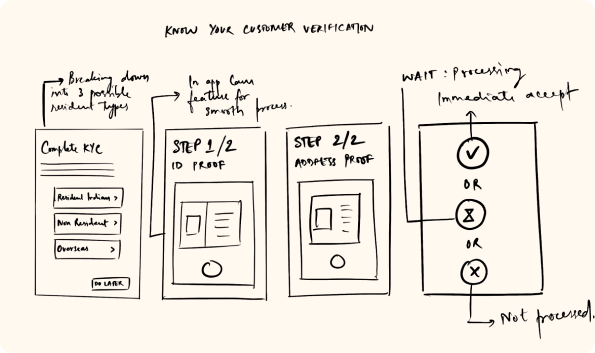 KNOW YOUR CUSTOMER VERIFICATION
Breaking down
into 3 possible
resident types
In app Cam
feature for
smooth process.
WAIT : Processing
Immediate accept
Complete KYC
Resident Indians >
Non Resident >
Overseas >
DO LATER
STEP 1/2
ID PROOF
STEP 2/2
ADDRESS PROOF
OR
OR
Not processed.